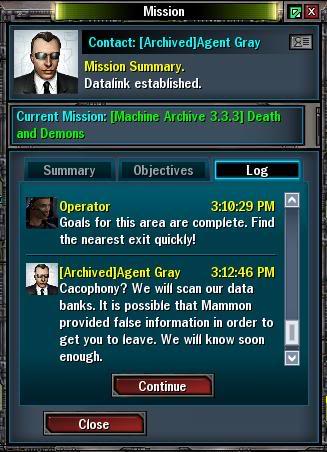 Mission
Contact: [Archived]Agent Gray
Mission Summary.
Datalink established.
Current Mission: [Machine Archive 3.3.3] Death
and Demons
Summary
Objectives
Log
Operator 3:10:29 PM
Goals for this area are complete. Find
the nearest exit quickly!
[Archived]Agent Gray 3:12:46 PM
Cacophony? We will scan our data
banks. It is possible that Mammon
provided false information in order to
get you to leave. We will know soon
enough.
Continue
Close